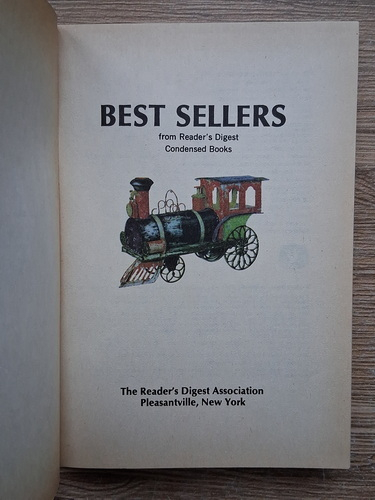 BEST SELLERS
from Reader's Digest
Condensed Books
The Reader's Digest Association
Pleasantville, New York